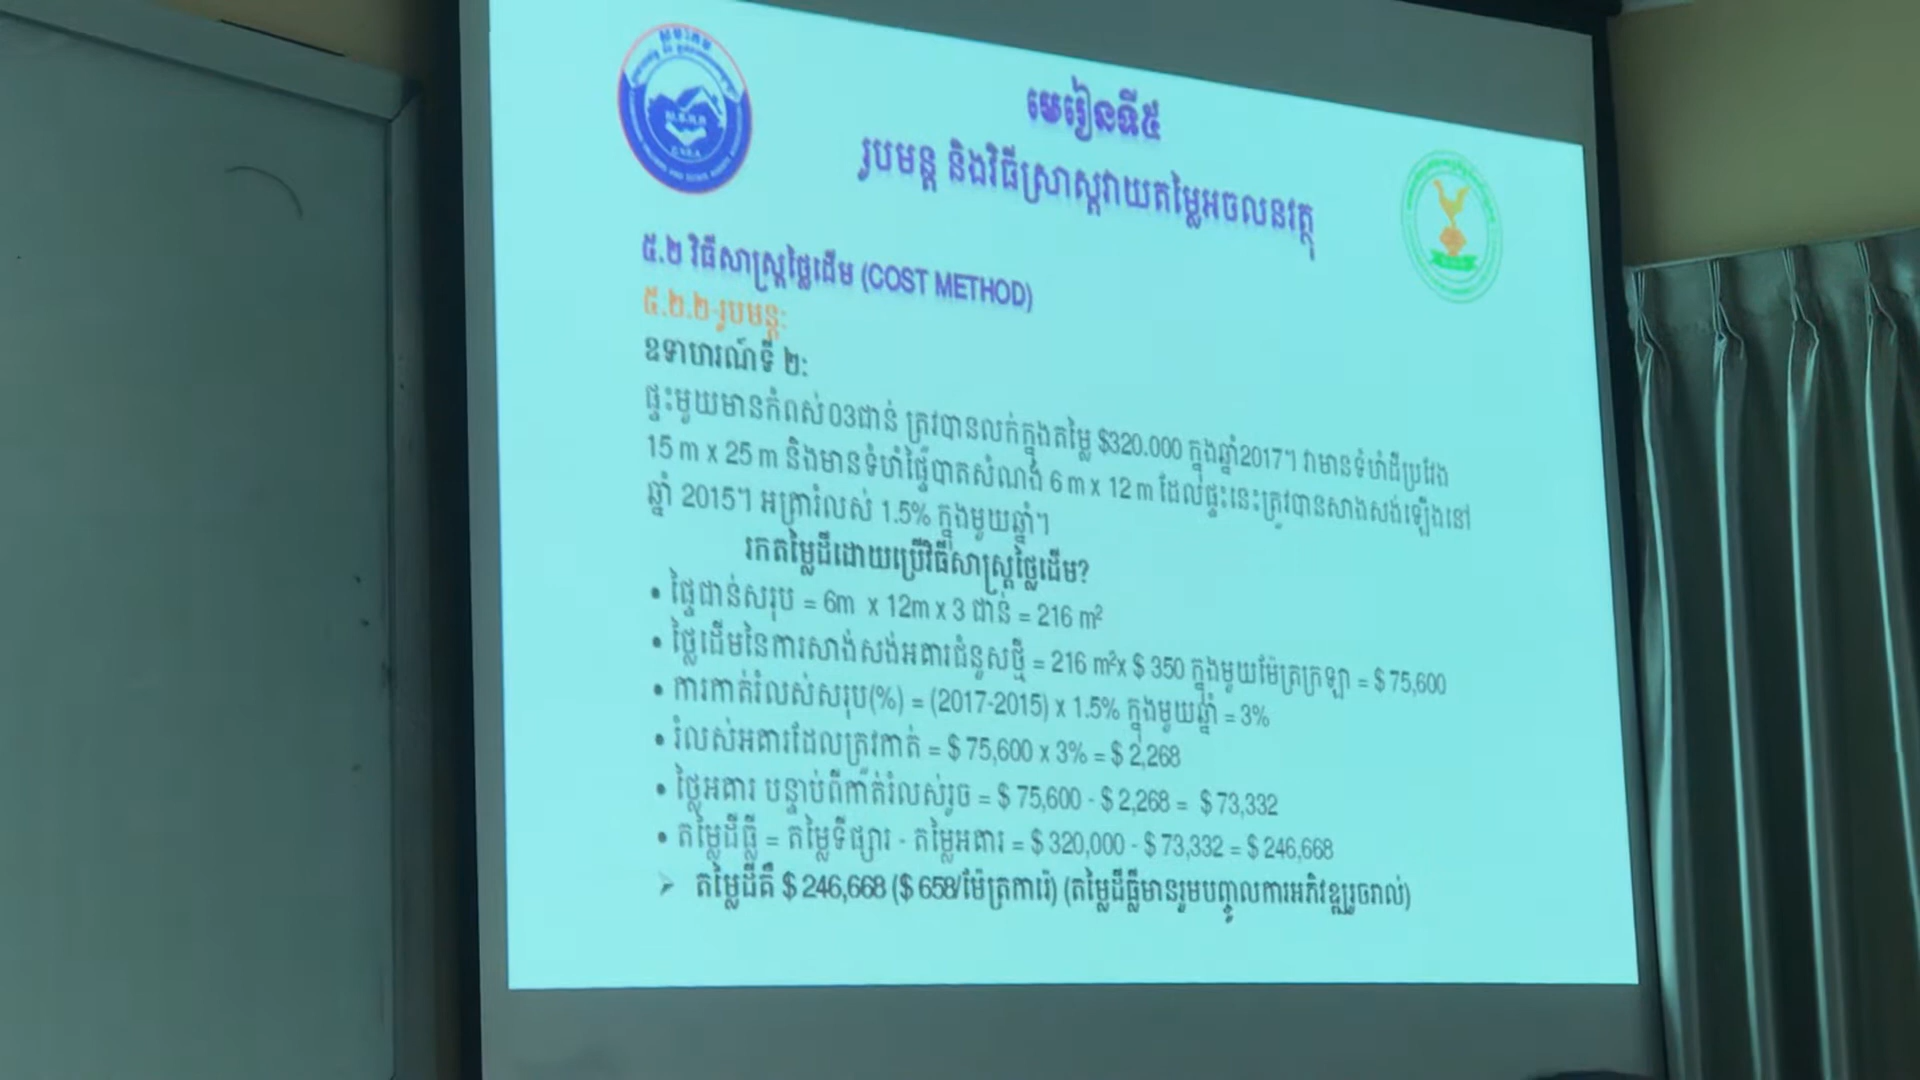 មេរៀនទី៥
រូបមន្ត និងវិធីស្រាស្តវាយតម្លៃអចលនវត្ថុ
៥.២ វិធីសាស្ត្រថ្លៃដើម (COST METHOD)
៥.២.២-រូបមន្ត:
ឧទាហរណ៍ទី ២:
ផ្ទះមួយមានកំពស់03ជាន់ ត្រូវបានលក់ក្នុងតម្លៃ $320.000 ក្នុងឆ្នាំ2017។ វាមានទំហំដីប្រវែង
15 m x 25 m និងមានទំហំផ្ទៃបាតសំណង់ 6 m x 12 m ដែលផ្ទះនេះត្រូវបានសាងសង់ឡើងនៅ
ឆ្នាំ 2015។ អត្រារំលស់ 1.5% ក្នុងមួយឆ្នាំ។
រកតម្លៃដីដោយប្រើវិធីសាស្ត្រថ្លៃដើម?
• ផ្ទៃជាន់សរុប = 6m x 12m x 3 ជាន់ = 216 m²
• ថ្លៃដើមនៃការសាង់សង់អគារជំនួសថ្មី = 216 m²x $ 350 ក្នុងមួយម៉ែត្រក្រឡា = $ 75,600
• ការកាត់រំលស់សរុប(%) = (2017-2015) x 1.5% ក្នុងមួយឆ្នាំ = 3%
• រំលស់អគារដែលត្រូវកាត់ = $ 75,600 x 3% = $ 2,268
• ថ្លៃអគារ បន្ទាប់ពីកាត់រំលស់រួច = $ 75,600 - $ 2,268 = $ 73,332
• តម្លៃដីធ្លី = តម្លៃទីផ្សារ - តម្លៃអគារ = $ 320,000 - $ 73,332 = $ 246,668
➢ តម្លៃដីគឺ $ 246,668 ($ 658/ម៉ែត្រការ៉េ) (តម្លៃដីធ្លីមានរួមបញ្ចូលការអភិវឌ្ឍរួចរាល់)